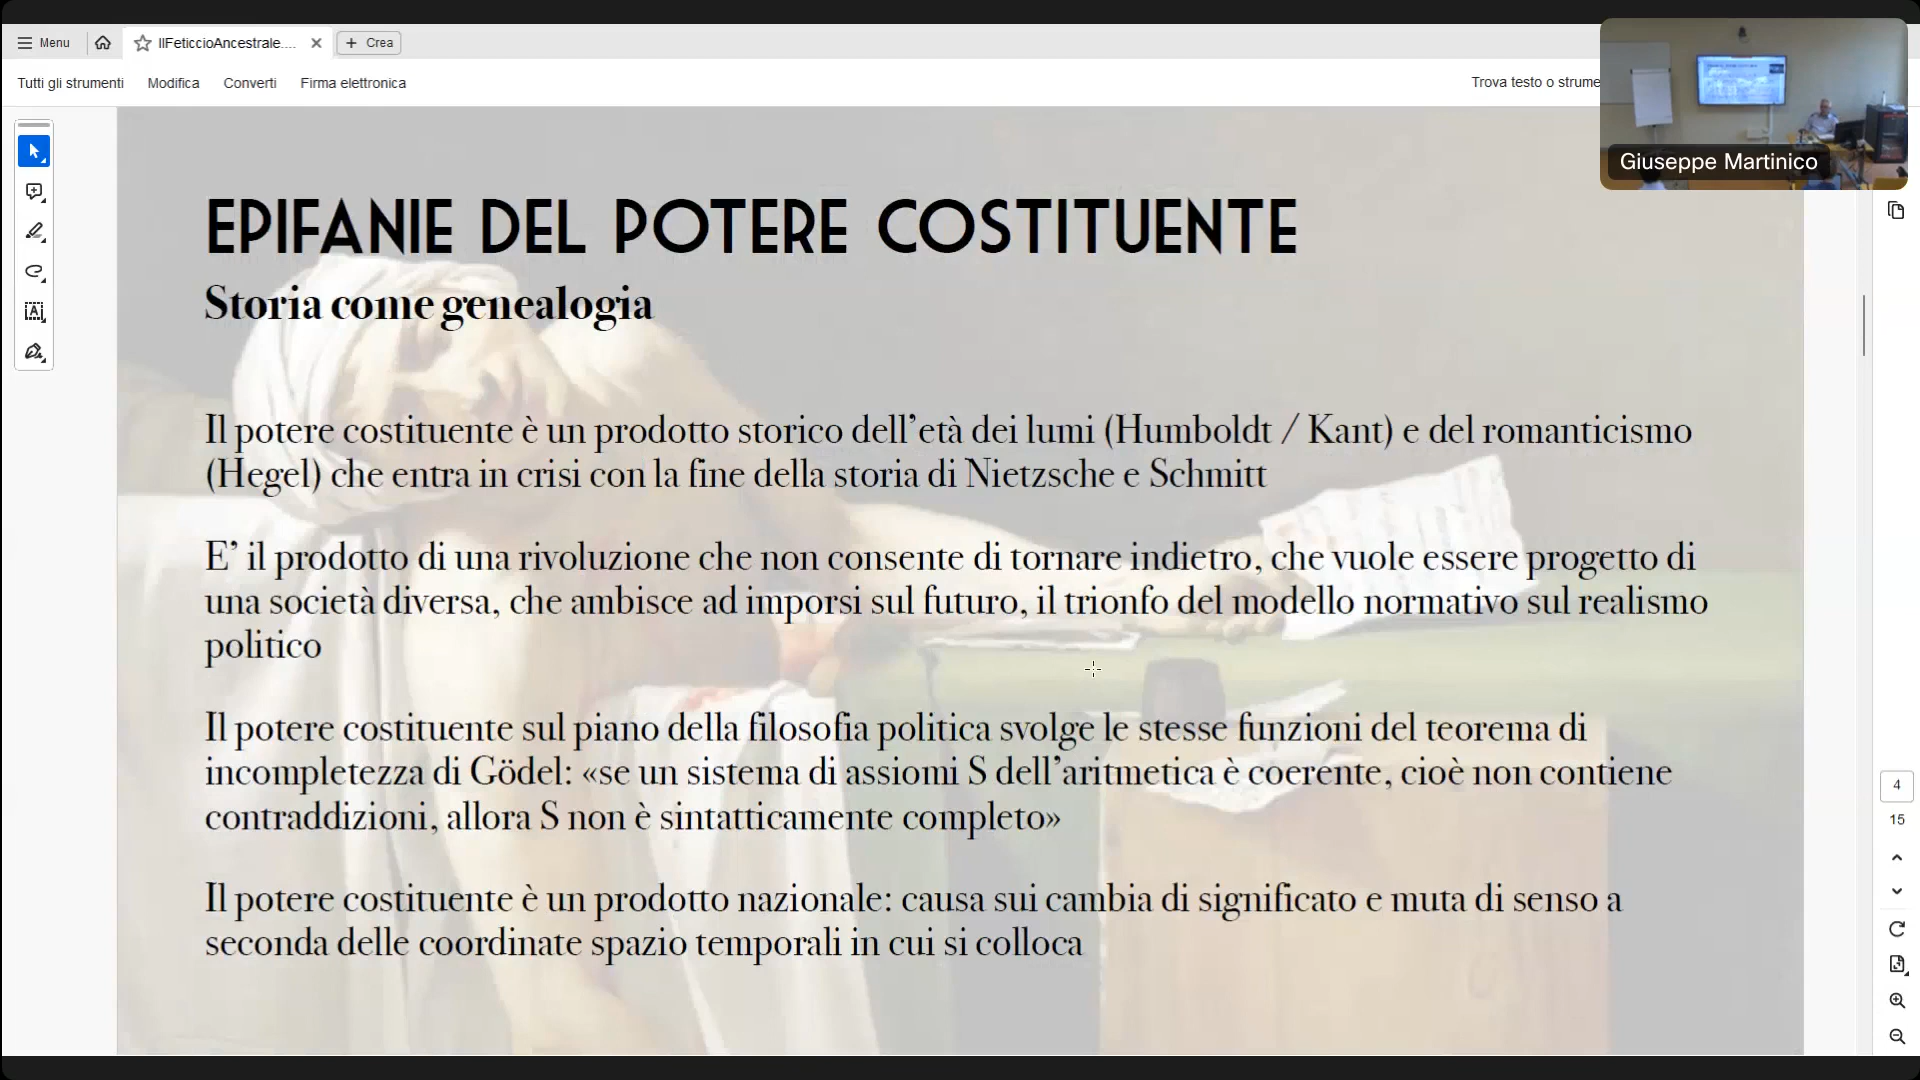 Menu
IlFeticcioAncestrale....
Crea
Tutti gli strumenti
Modifica
Converti
Firma elettronica
Trova testo o strume
Giuseppe Martinico
EPIFANIE DEL POTERE COSTITUENTE
Storia come genealogia
Il potere costituente è un prodotto storico dell’età dei lumi (Humboldt / Kant) e del romanticismo
(Hegel) che entra in crisi con la fine della storia di Nietzsche e Schmitt
E’ il prodotto di una rivoluzione che non consente di tornare indietro, che vuole essere progetto di
una società diversa, che ambisce ad imporsi sul futuro, il trionfo del modello normativo sul realismo
politico
Il potere costituente sul piano della filosofia politica svolge le stesse funzioni del teorema di
incompletezza di Gödel: «se un sistema di assiomi S dell’aritmetica è coerente, cioè non contiene
contraddizioni, allora S non è sintatticamente completo»
Il potere costituente è un prodotto nazionale: causa sui cambia di significato e muta di senso a
seconda delle coordinate spazio temporali in cui si colloca
4
15